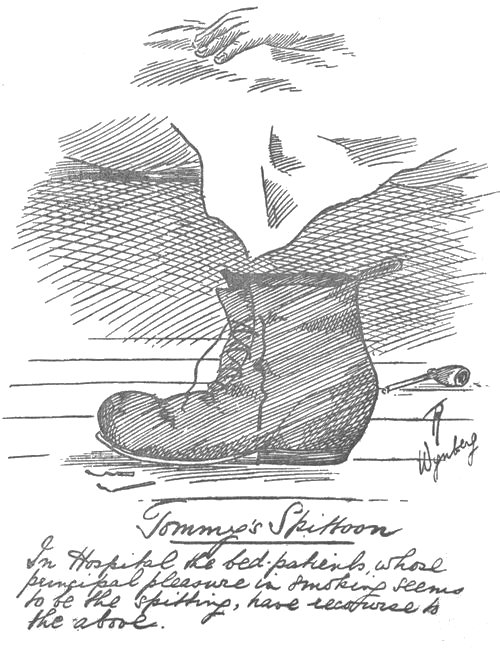 Wynberg
Tommy's Spittoon
In Hospital the bed-patients, whose
principal pleasure in smoking seems
to be the spitting, have recourse to
the above.